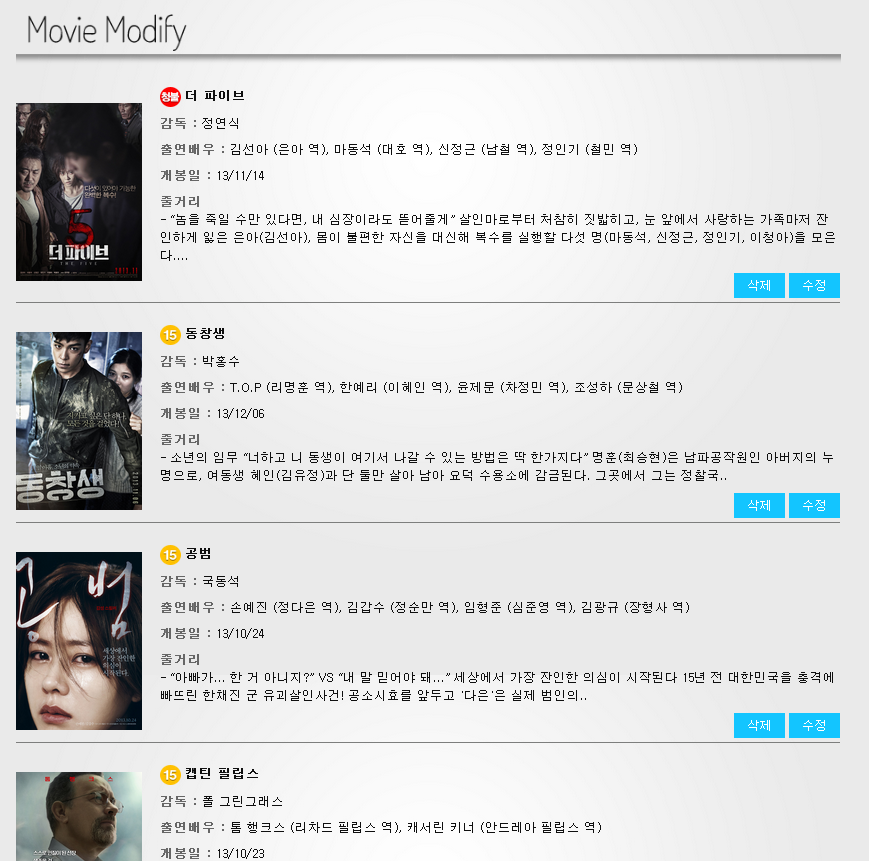 Movie Modify
청불 더 파이브
감독 : 정연식
출연배우 : 김선아 (은아 역), 마동석 (대호 역), 신정근 (남철 역), 정인기 (철민 역)
개봉일 : 13/11/14
줄거리
- “놈을 죽일 수만 있다면, 내 심장이라도 뜯어줄게” 살인마로부터 처참히 짓밟히고, 눈 앞에서 사랑하는 가족마저 잔
인하게 잃은 은아(김선아), 몸이 불편한 자신을 대신해 복수를 실행할 다섯 명(마동석, 신정근, 정인기, 이청아)을 모은
다....
5
더 파이브
THE FIVE
삭제 수정
15 동창생
감독 : 박홍수
출연배우 : T.O.P (리명훈 역), 한예리 (이혜인 역), 윤제문 (차정민 역), 조성하 (문상철 역)
개봉일 : 13/12/06
줄거리
- 소년의 임무 “너하고 니 동생이 여기서 나갈 수 있는 방법은 딱 한가지다” 명훈(최승현)은 남파공작원인 아버지의 누
명으로, 여동생 혜인(김유정)과 단 둘만 살아 남아 요덕 수용소에 감금된다. 그곳에서 그는 정찰국..
동창생
삭제 수정
15 공범
감독 : 국동석
출연배우 : 손예진 (정다은 역), 김갑수 (정순만 역), 임형준 (심준영 역), 김광규 (장형사 역)
개봉일 : 13/10/24
줄거리
- “아빠가... 한 거 아니지?” VS “내 말 믿어야 돼...” 세상에서 가장 잔인한 의심이 시작된다 15년 전 대한민국을 충격에
빠뜨린 한채진 군 유괴살인사건! 공소시효를 앞두고 '다은'은 실제 범인의..
공범
세상에서
가장 잔인한
의심이
시작된다
삭제 수정
15 캡틴 필립스
감독 : 폴 그린그래스
출연배우 : 톰 행크스 (리차드 필립스 역), 캐서린 키너 (안드레아 필립스 역)
개봉일 : 13/10/23
톰 행크스